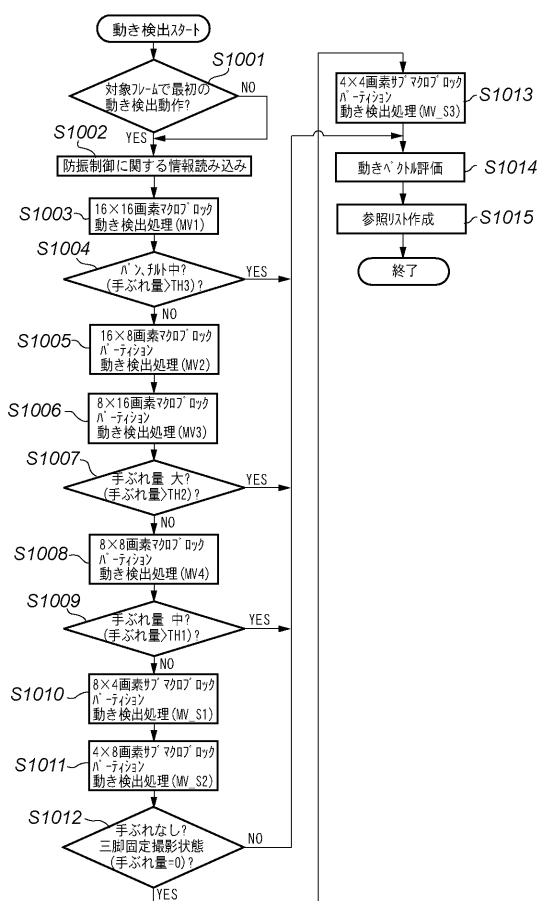 動き検出スタート
S1001
対象フレームで最初の
動き検出動作?
NO
YES
S1002
防振制御に関する情報読み込み
S1003
16×16画素マクロブロック
動き検出処理(MV1)
S1004
パン、チルト中?
(手ぶれ量>TH3)?
YES
NO
S1005
16×8画素マクロブロック
パーティション
動き検出処理(MV2)
S1006
8×16画素マクロブロック
パーティション
動き検出処理(MV3)
S1007
手ぶれ量 大?
(手ぶれ量>TH2)?
YES
NO
S1008
8×8画素マクロブロック
パーティション
動き検出処理(MV4)
S1009
手ぶれ量 中?
(手ぶれ量>TH1)?
YES
NO
S1010
8×4画素サブマクロブロック
パーティション
動き検出処理(MV_S1)
S1011
4×8画素サブマクロブロック
パーティション
動き検出処理(MV_S2)
S1012
手ぶれなし?
三脚固定撮影状態
(手ぶれ量=0)?
NO
YES
4×4画素サブマクロブロック
パーティション
動き検出処理(MV_S3)
S1013
動きベクトル評価
S1014
参照リスト作成
S1015
終了